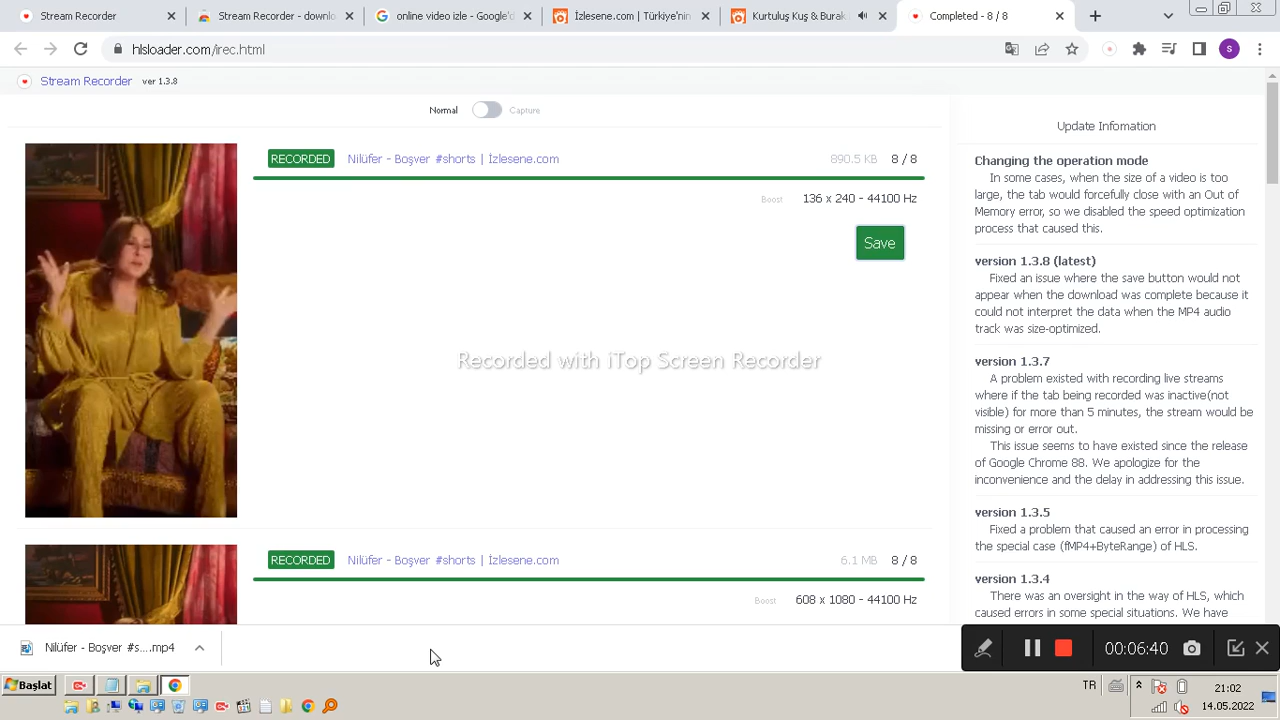 Stream Recorder
Stream Recorder - downlo
online video izle - Google'd
İzlesene.com | Türkiye'nin
Kurtuluş Kuş & Burak
Completed - 8 / 8
hlsloader.com/irec.html
S
Stream Recorder ver 1.3.8
Normal
Capture
RECORDED
Nilüfer - Boşver #shorts | İzlesene.com
890.5 KB
8 / 8
Boost
136 x 240 - 44100 Hz
Save
Recorded with iTop Screen Recorder
RECORDED
Nilüfer - Boşver #shorts | İzlesene.com
6.1 MB
8 / 8
Boost
608 x 1080 - 44100 Hz
Update Infomation
Changing the operation mode
In some cases, when the size of a video is too
large, the tab would forcefully close with an Out of
Memory error, so we disabled the speed optimization
process that caused this.
version 1.3.8 (latest)
Fixed an issue where the save button would not
appear when the download was complete because it
could not interpret the data when the MP4 audio
track was size-optimized.
version 1.3.7
A problem existed with recording live streams
where if the tab being recorded was inactive(not
visible) for more than 5 minutes, the stream would be
missing or error out.
This issue seems to have existed since the release
of Google Chrome 88. We apologize for the
inconvenience and the delay in addressing this issue.
version 1.3.5
Fixed a problem that caused an error in processing
the special case (fMP4+ByteRange) of HLS.
version 1.3.4
There was an oversight in the way of HLS, which
caused errors in some special situations. We have
Nilüfer - Boşver #s....mp4
00:06:40
Başlat
TR
21:02
14.05.2022